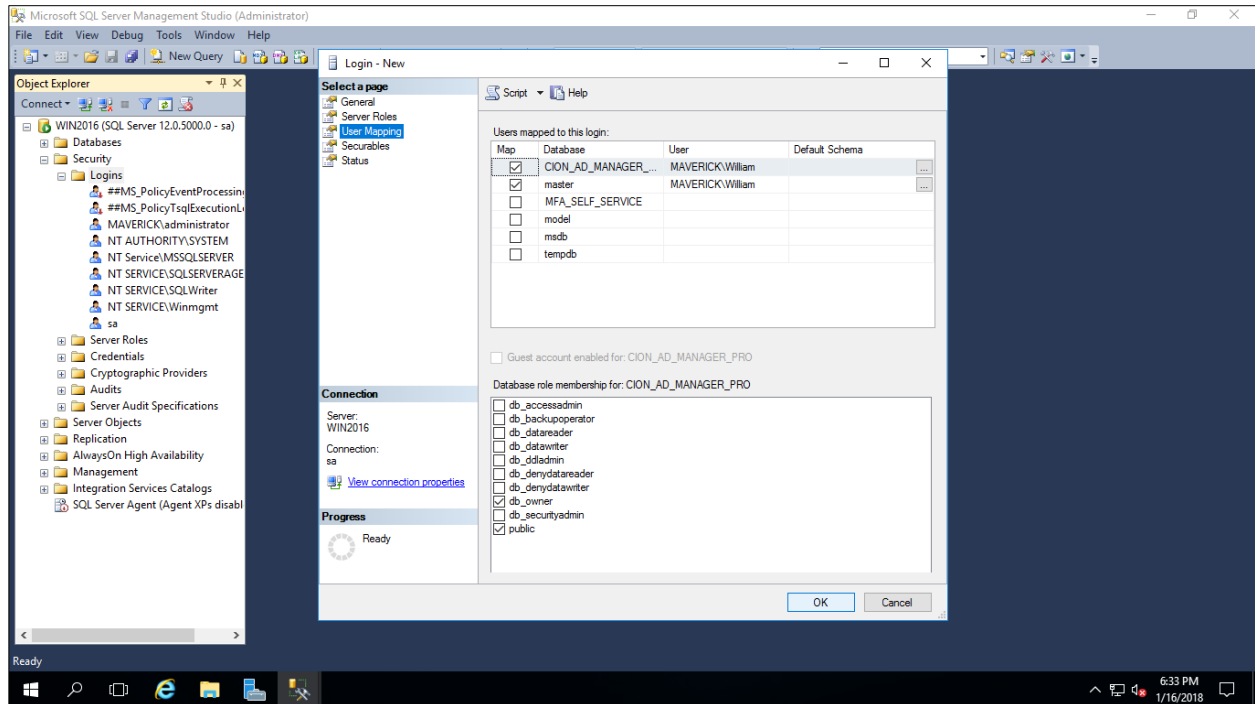 Microsoft SQL Server Management Studio (Administrator)
File Edit View Debug Tools Window Help
New Query
Object Explorer
Connect
WIN2016 (SQL Server 12.0.5000.0 - sa)
Databases
Security
Logins
##MS_PolicyEventProcessin
##MS_PolicyTsqlExecutionL
MAVERICK\administrator
NT AUTHORITY\SYSTEM
NT Service\MSSQLSERVER
NT SERVICE\SQLSERVERAGE
NT SERVICE\SQLWriter
NT SERVICE\Winmgmt
sa
Server Roles
Credentials
Cryptographic Providers
Audits
Server Audit Specifications
Server Objects
Replication
AlwaysOn High Availability
Management
Integration Services Catalogs
SQL Server Agent (Agent XPs disabl
Login - New
Select a page
General
Server Roles
User Mapping
Securables
Status
Connection
Server:
WIN2016
Connection:
sa
View connection properties
Progress
Ready
Script Help
Users mapped to this login:
Map Database User Default Schema
CION_AD_MANAGER_... MAVERICK\William ...
master MAVERICK\William ...
MFA_SELF_SERVICE
model
msdb
tempdb
Guest account enabled for: CION_AD_MANAGER_PRO
Database role membership for: CION_AD_MANAGER_PRO
db_accessadmin
db_backupoperator
db_datareader
db_datawriter
db_ddladmin
db_denydatareader
db_denydatawriter
db_owner
db_securityadmin
public
OK Cancel
Ready
6:33 PM
1/16/2018